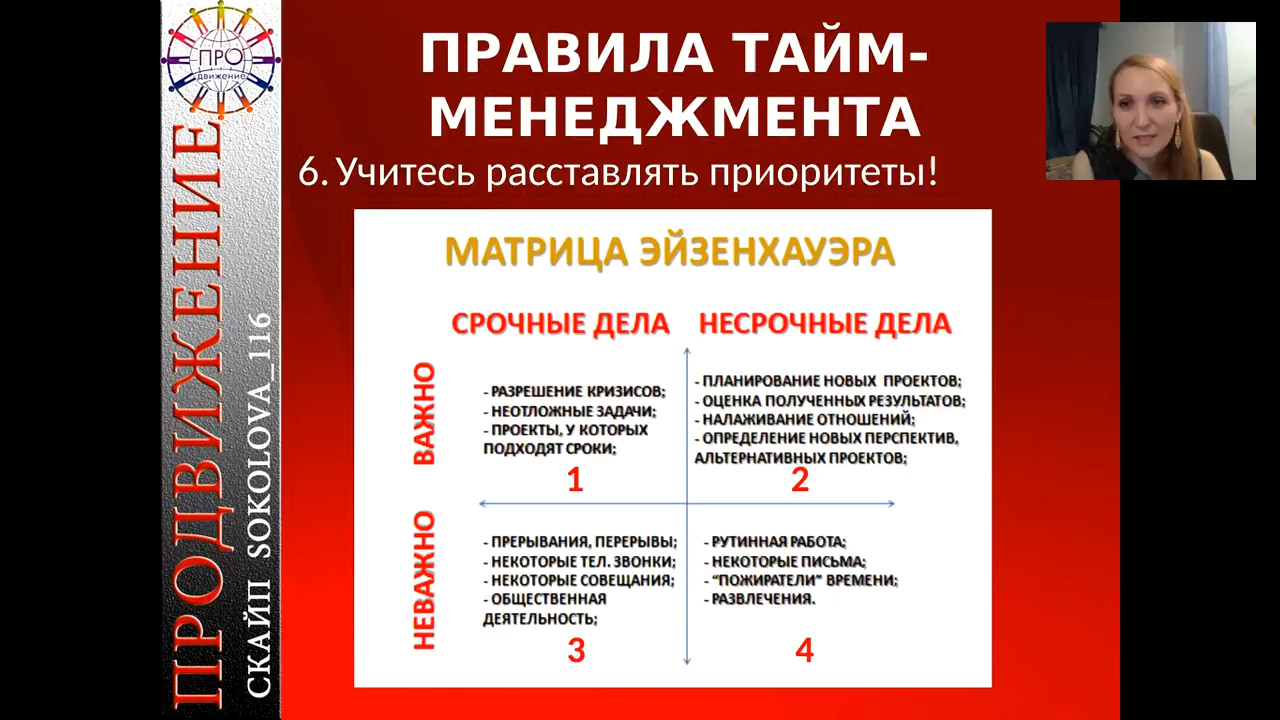 ПРО
движение
ПРОДВИЖЕНИЕ
СКАЙП SOKOLOVA_116
ПРАВИЛА ТАЙМ-
МЕНЕДЖМЕНТА
6. Учитесь расставлять приоритеты!
МАТРИЦА ЭЙЗЕНХАУЭРА
СРОЧНЫЕ ДЕЛА
НЕСРОЧНЫЕ ДЕЛА
ВАЖНО
- РАЗРЕШЕНИЕ КРИЗИСОВ;
- НЕОТЛОЖНЫЕ ЗАДАЧИ;
- ПРОЕКТЫ, У КОТОРЫХ
ПОДХОДЯТ СРОКИ;
1
- ПЛАНИРОВАНИЕ НОВЫХ ПРОЕКТОВ;
- ОЦЕНКА ПОЛУЧЕННЫХ РЕЗУЛЬТАТОВ;
- НАЛАЖИВАНИЕ ОТНОШЕНИЙ;
- ОПРЕДЕЛЕНИЕ НОВЫХ ПЕРСПЕКТИВ,
АЛЬТЕРНАТИВНЫХ ПРОЕКТОВ;
2
НЕВАЖНО
- ПРЕРЫВАНИЯ, ПЕРЕРЫВЫ;
- НЕКОТОРЫЕ ТЕЛ. ЗВОНКИ;
- НЕКОТОРЫЕ СОВЕЩАНИЯ;
- ОБЩЕСТВЕННАЯ
ДЕЯТЕЛЬНОСТЬ;
3
- РУТИННАЯ РАБОТА;
- НЕКОТОРЫЕ ПИСЬМА;
- “ПОЖИРАТЕЛИ” ВРЕМЕНИ;
- РАЗВЛЕЧЕНИЯ.
4